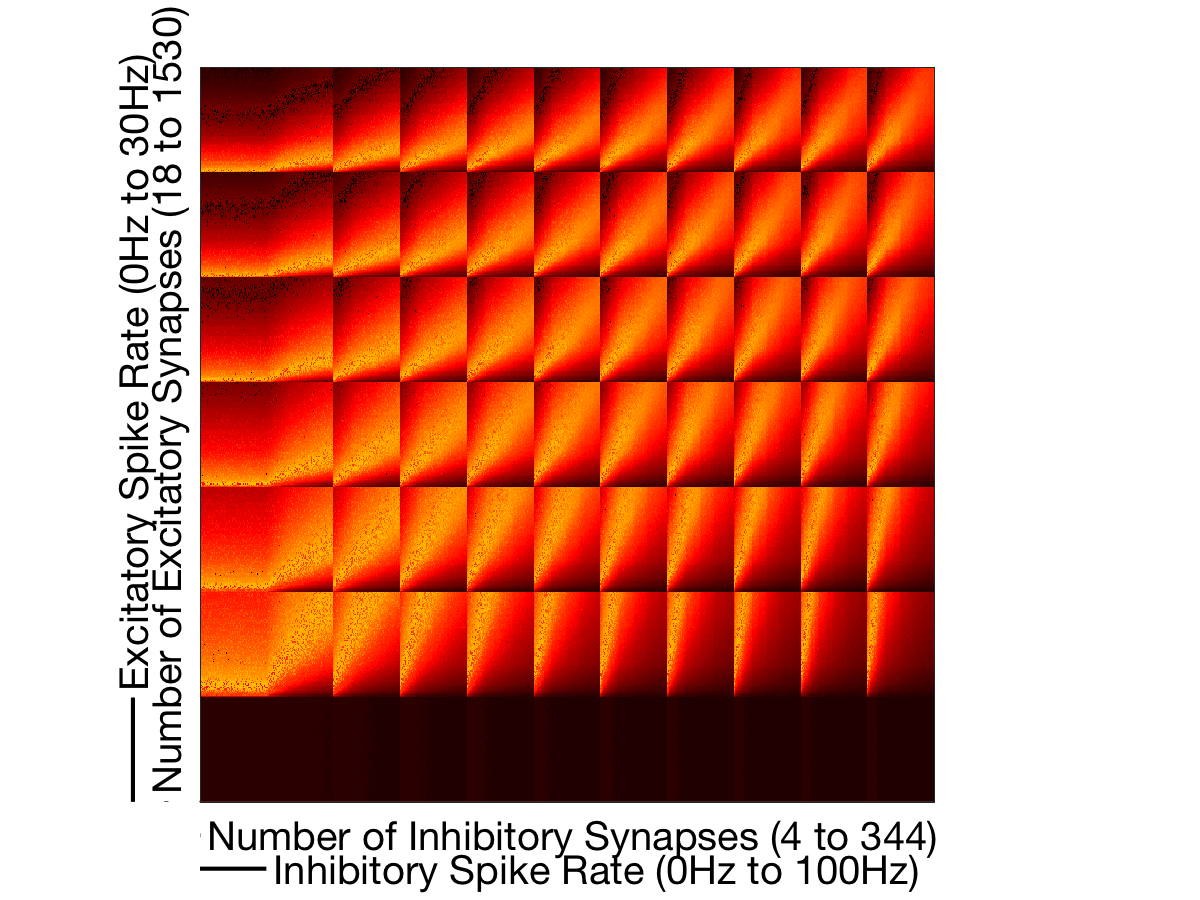 Excitatory Spike Rate (0Hz to 30Hz)
Number of Excitatory Synapses (18 to 1530)
Number of Inhibitory Synapses (4 to 344)
Inhibitory Spike Rate (0Hz to 100Hz)